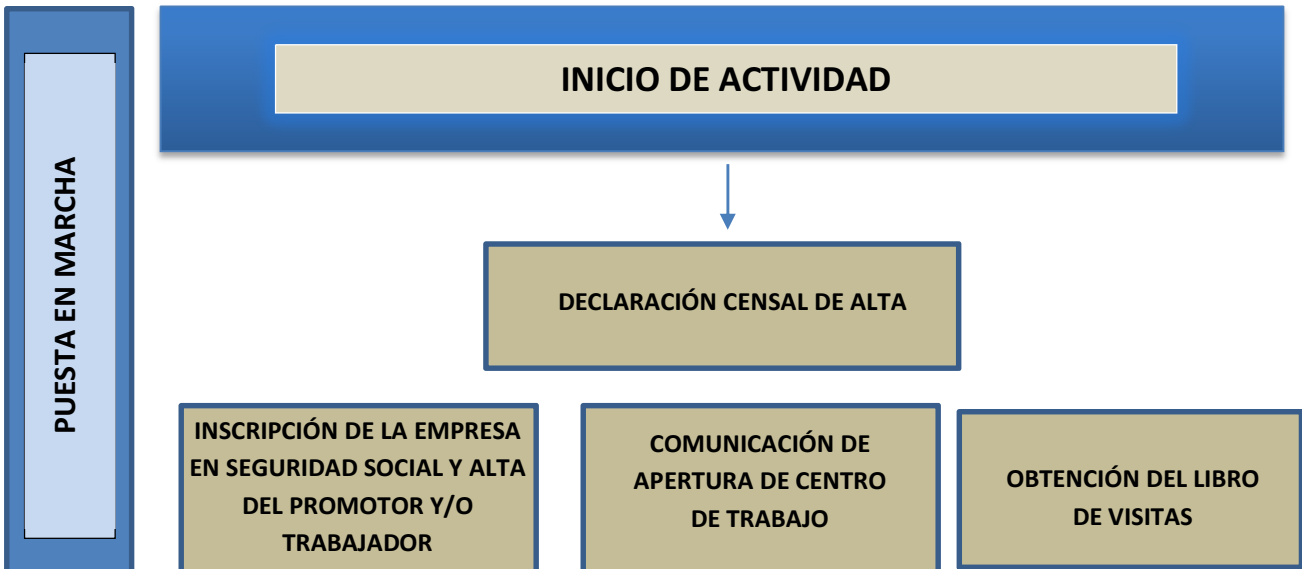 PUESTA EN MARCHA
INICIO DE ACTIVIDAD
DECLARACIÓN CENSAL DE ALTA
INSCRIPCIÓN DE LA EMPRESA
EN SEGURIDAD SOCIAL Y ALTA
DEL PROMOTOR Y/O
TRABAJADOR
COMUNICACIÓN DE
APERTURA DE CENTRO
DE TRABAJO
OBTENCIÓN DEL LIBRO
DE VISITAS